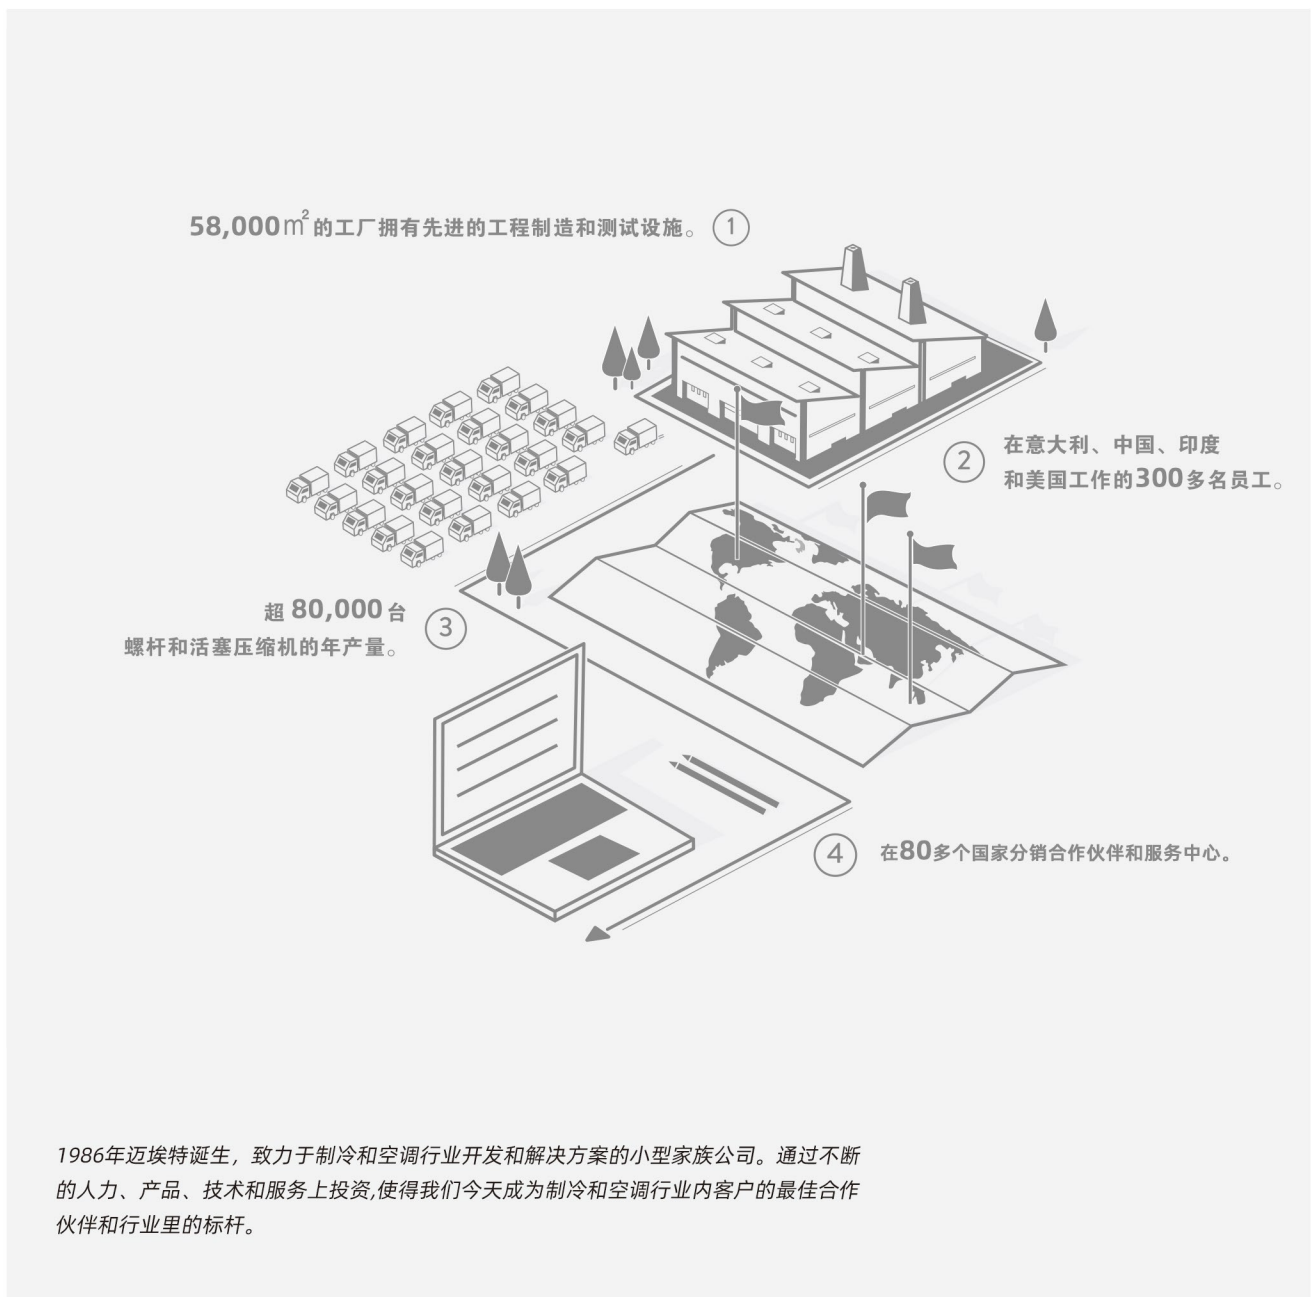 58,000㎡的工厂拥有先进的工程制造和测试设施。 ①
② 在意大利、中国、印度
和美国工作的300多名员工。
超 80,000 台 ③
螺杆和活塞压缩机的年产量。
④ 在80多个国家分销合作伙伴和服务中心。
1986年迈埃特诞生，致力于制冷和空调行业开发和解决方案的小型家族公司。通过不断
的人力、产品、技术和服务上投资,使得我们今天成为制冷和空调行业内客户的最佳合作
伙伴和行业里的标杆。